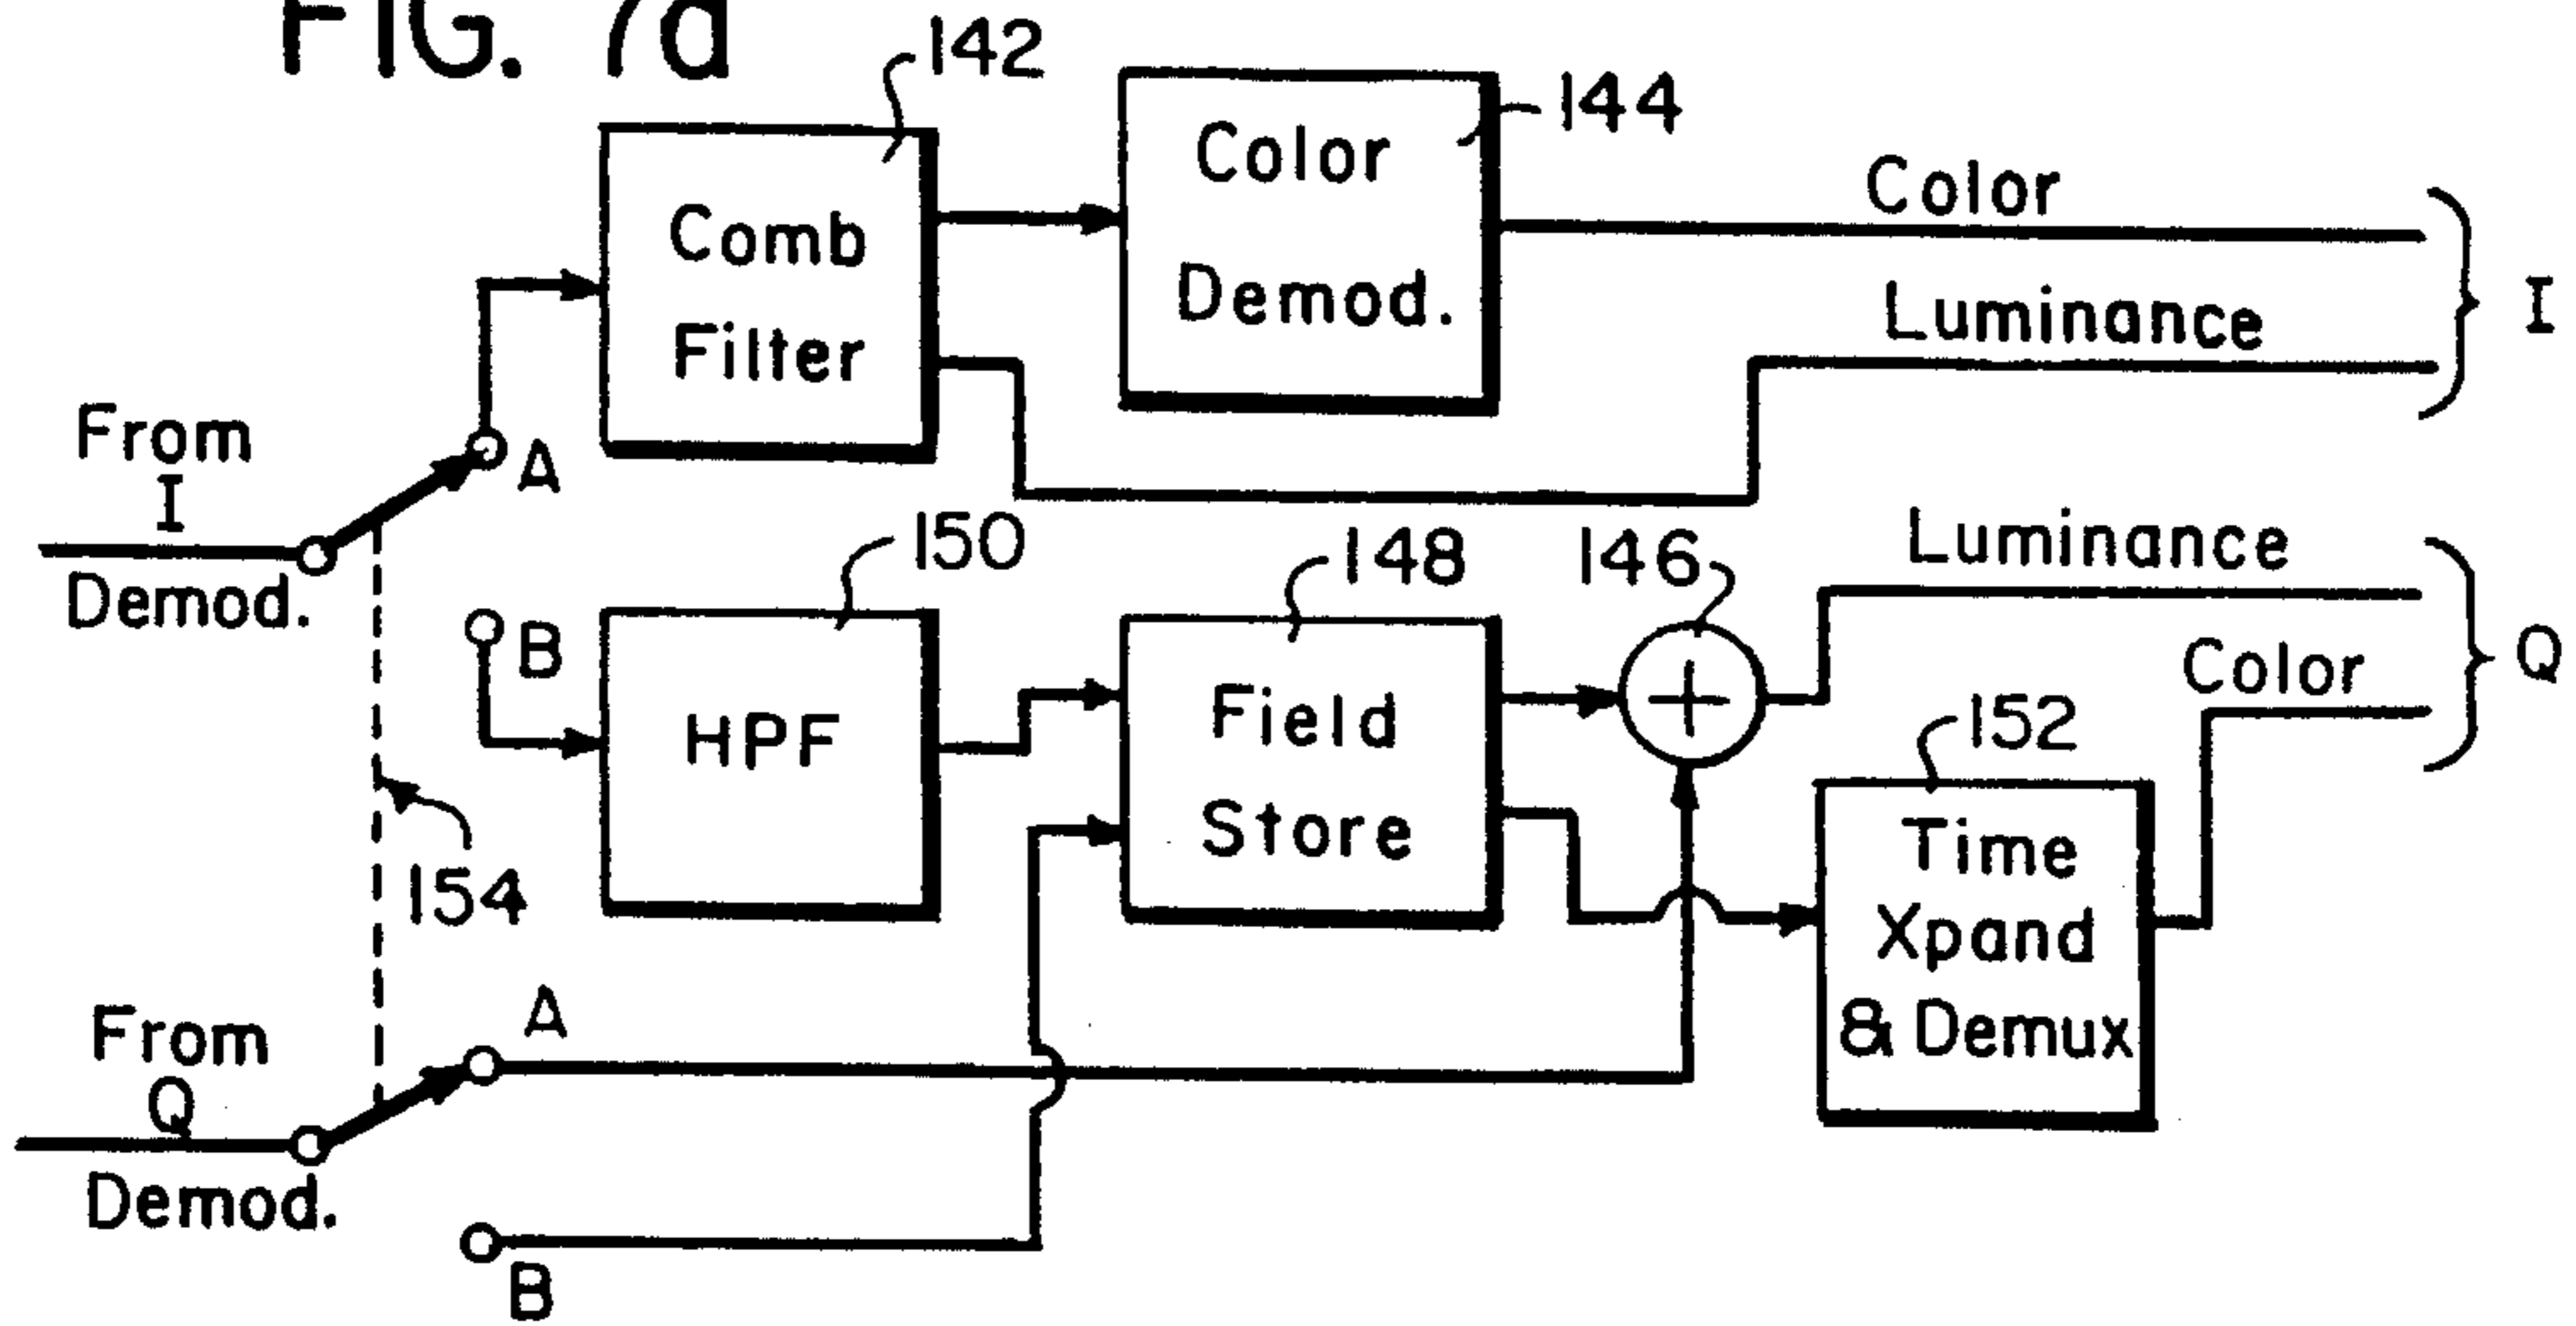 FIG. 7d
142
144
Comb
Filter
Color
Demod.
Color
Luminance
I
From
I
Demod.
A
B
150
HPF
148
Field
Store
146
+
Luminance
Color
Q
152
Time
Xpand
& Demux
154
From
Q
Demod.
A
B